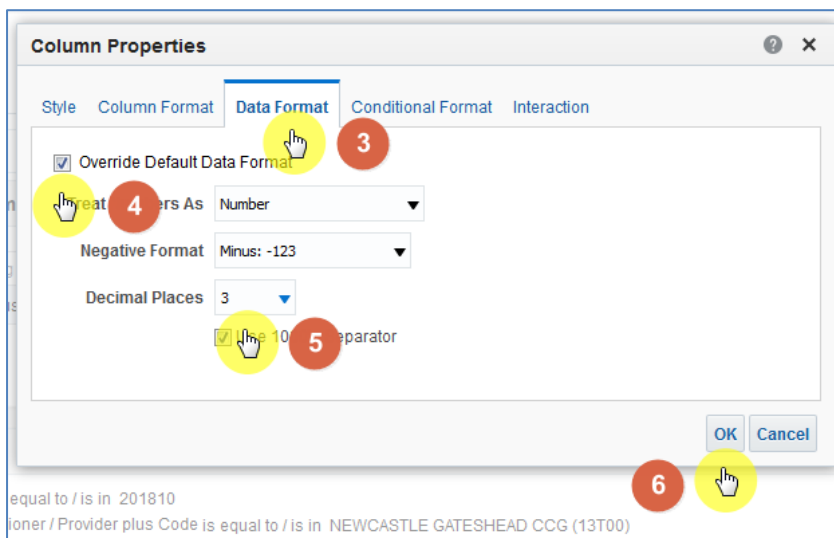 Column Properties
Style Column Format Data Format Conditional Format Interaction
3
Override Default Data Format
4
As Number
Negative Format Minus: -123
Decimal Places 3
5
6
OK Cancel
equal to / is in 201810
ioner / Provider plus Code is equal to / is in NEWCASTLE GATESHEAD CCG (13T00)